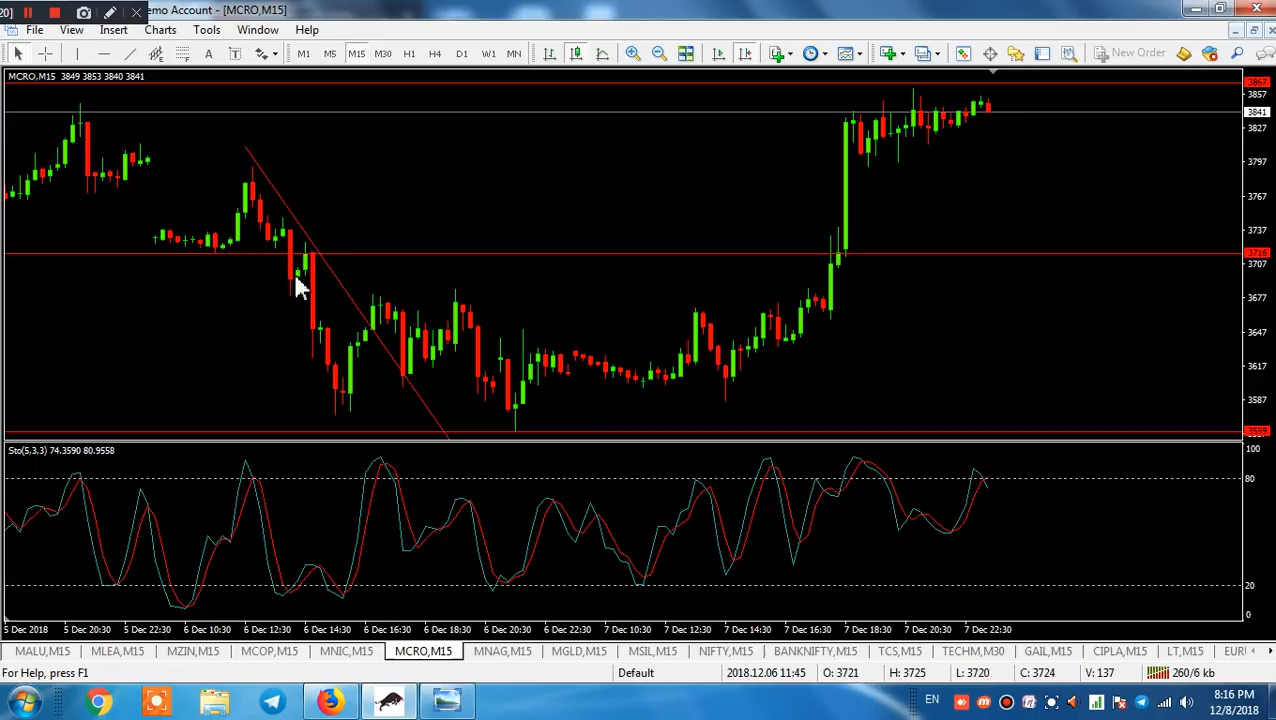 20]
emo Account - [MCRO,M15]
File View Insert Charts Tools Window Help
A T M1 M5 M15 M30 H1 H4 D1 W1 MN New Order
MCRO,M15 3849 3853 3840 3841
3867
3857
3841
3827
3797
3767
3737
3716
3707
3677
3647
3617
3587
3559
Sto(5,3,3) 74.3590 80.9558
100
80
20
0
5 Dec 2018 5 Dec 20:30 5 Dec 22:30 6 Dec 10:30 6 Dec 12:30 6 Dec 14:30 6 Dec 16:30 6 Dec 18:30 6 Dec 20:30 6 Dec 22:30 7 Dec 10:30 7 Dec 12:30 7 Dec 14:30 7 Dec 16:30 7 Dec 18:30 7 Dec 20:30 7 Dec 22:30
MALU,M15 MLEA,M15 MZIN,M15 MCOP,M15 MNIC,M15 MCRO,M15 MNAG,M15 MGLD,M15 MSIL,M15 NIFTY,M15 BANKNIFTY,M15 TCS,M15 TECHM,M30 GAIL,M15 CIPLA,M15 LT,M15 EURI
For Help, press F1 Default 2018.12.06 11:45 O: 3721 H: 3725 L: 3720 C: 3724 V: 137 260/6 kb
EN 8:16 PM
12/8/2018